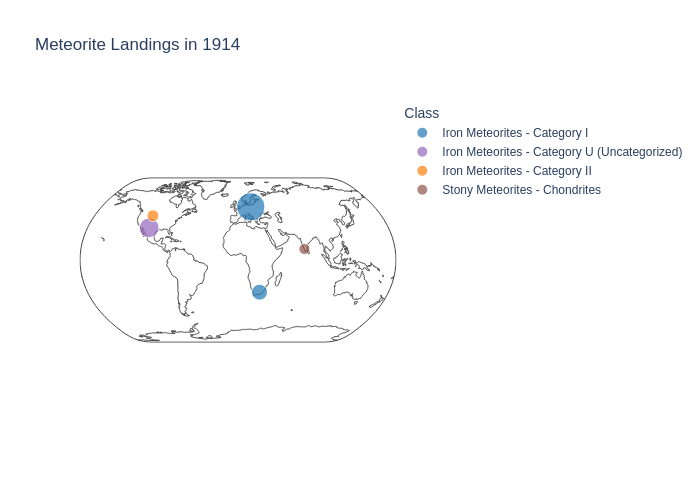 Meteorite Landings in 1914
Class
Iron Meteorites - Category I
Iron Meteorites - Category U (Uncategorized)
Iron Meteorites - Category II
Stony Meteorites - Chondrites